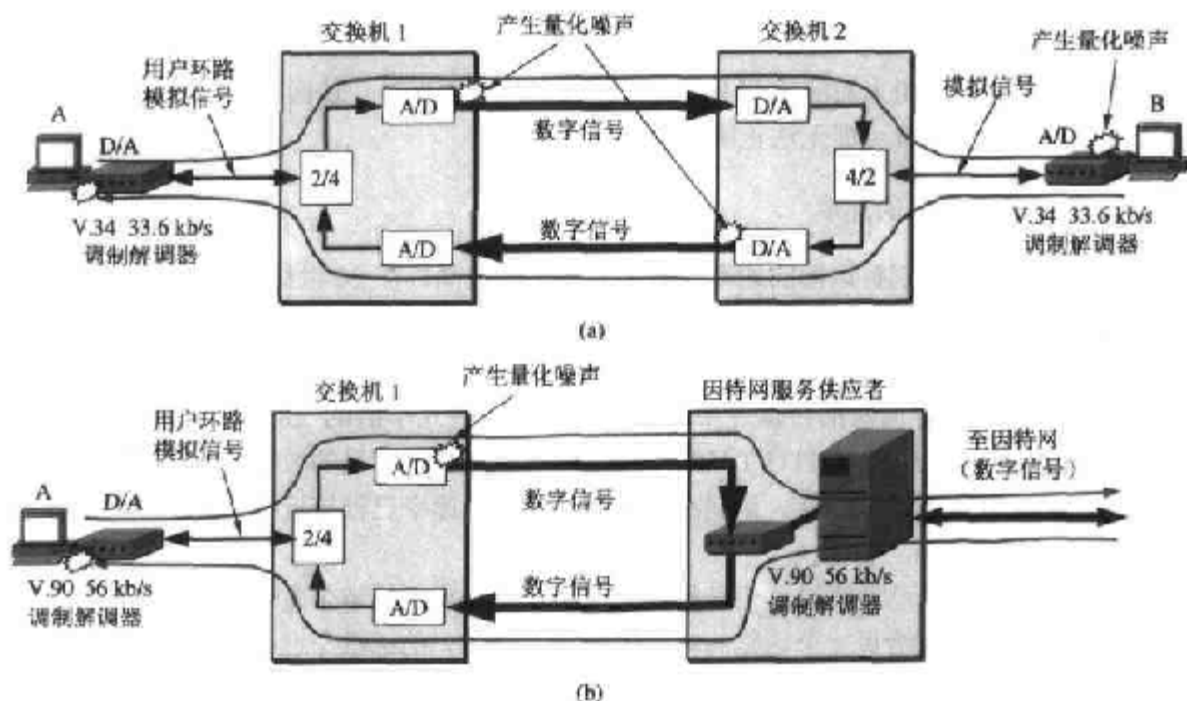 交换机 1
产生量化噪声
交换机 2
产生量化噪声
用户环路
模拟信号
A
D/A
A/D
数字信号
D/A
模拟信号
A/D
B
2/4
4/2
V.34 33.6 kb/s
调制解调器
A/D
数字信号
D/A
V.34 33.6 kb/s
调制解调器
(a)
交换机 1
产生量化噪声
因特网服务供应者
用户环路
模拟信号
至因特网
(数字信号)
A
D/A
A/D
数字信号
2/4
V.90 56 kb/s
调制解调器
A/D
数字信号
V.90 56 kb/s
调制解调器
(b)